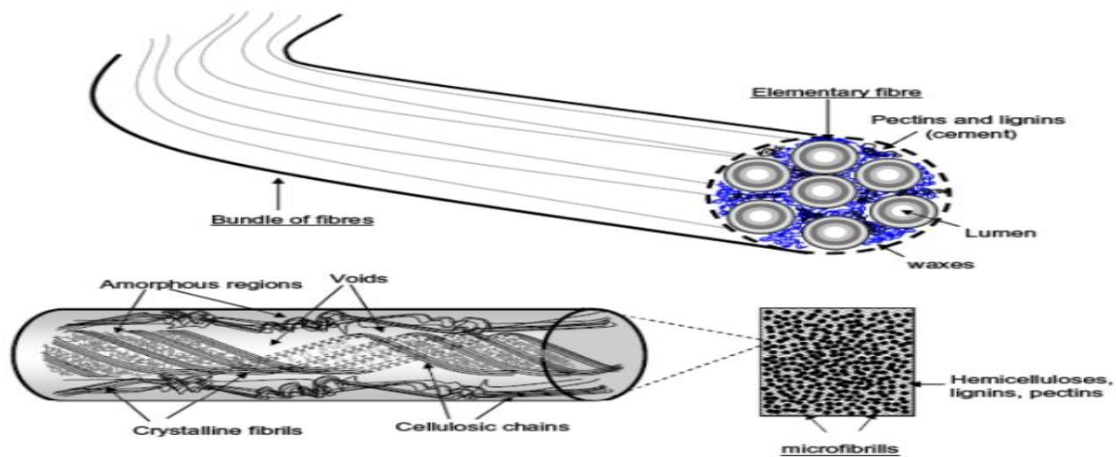 Elementary fibre
Pectins and lignins
(cement)
Bundle of fibres
Lumen
waxes
Amorphous regions
Voids
Crystalline fibrils
Cellulosic chains
Hemicelluloses,
lignins, pectins
microfibrills